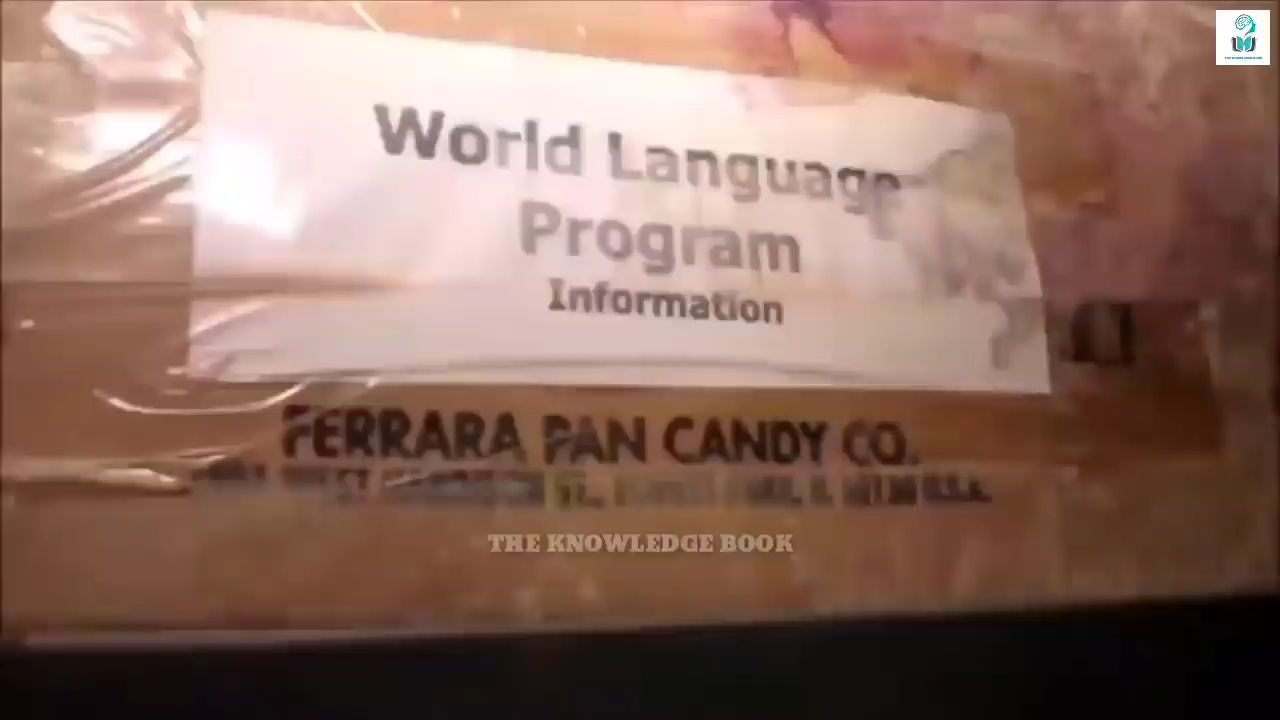 World Language
Program
Information
FERRARA PAN CANDY CO.
THE KNOWLEDGE BOOK